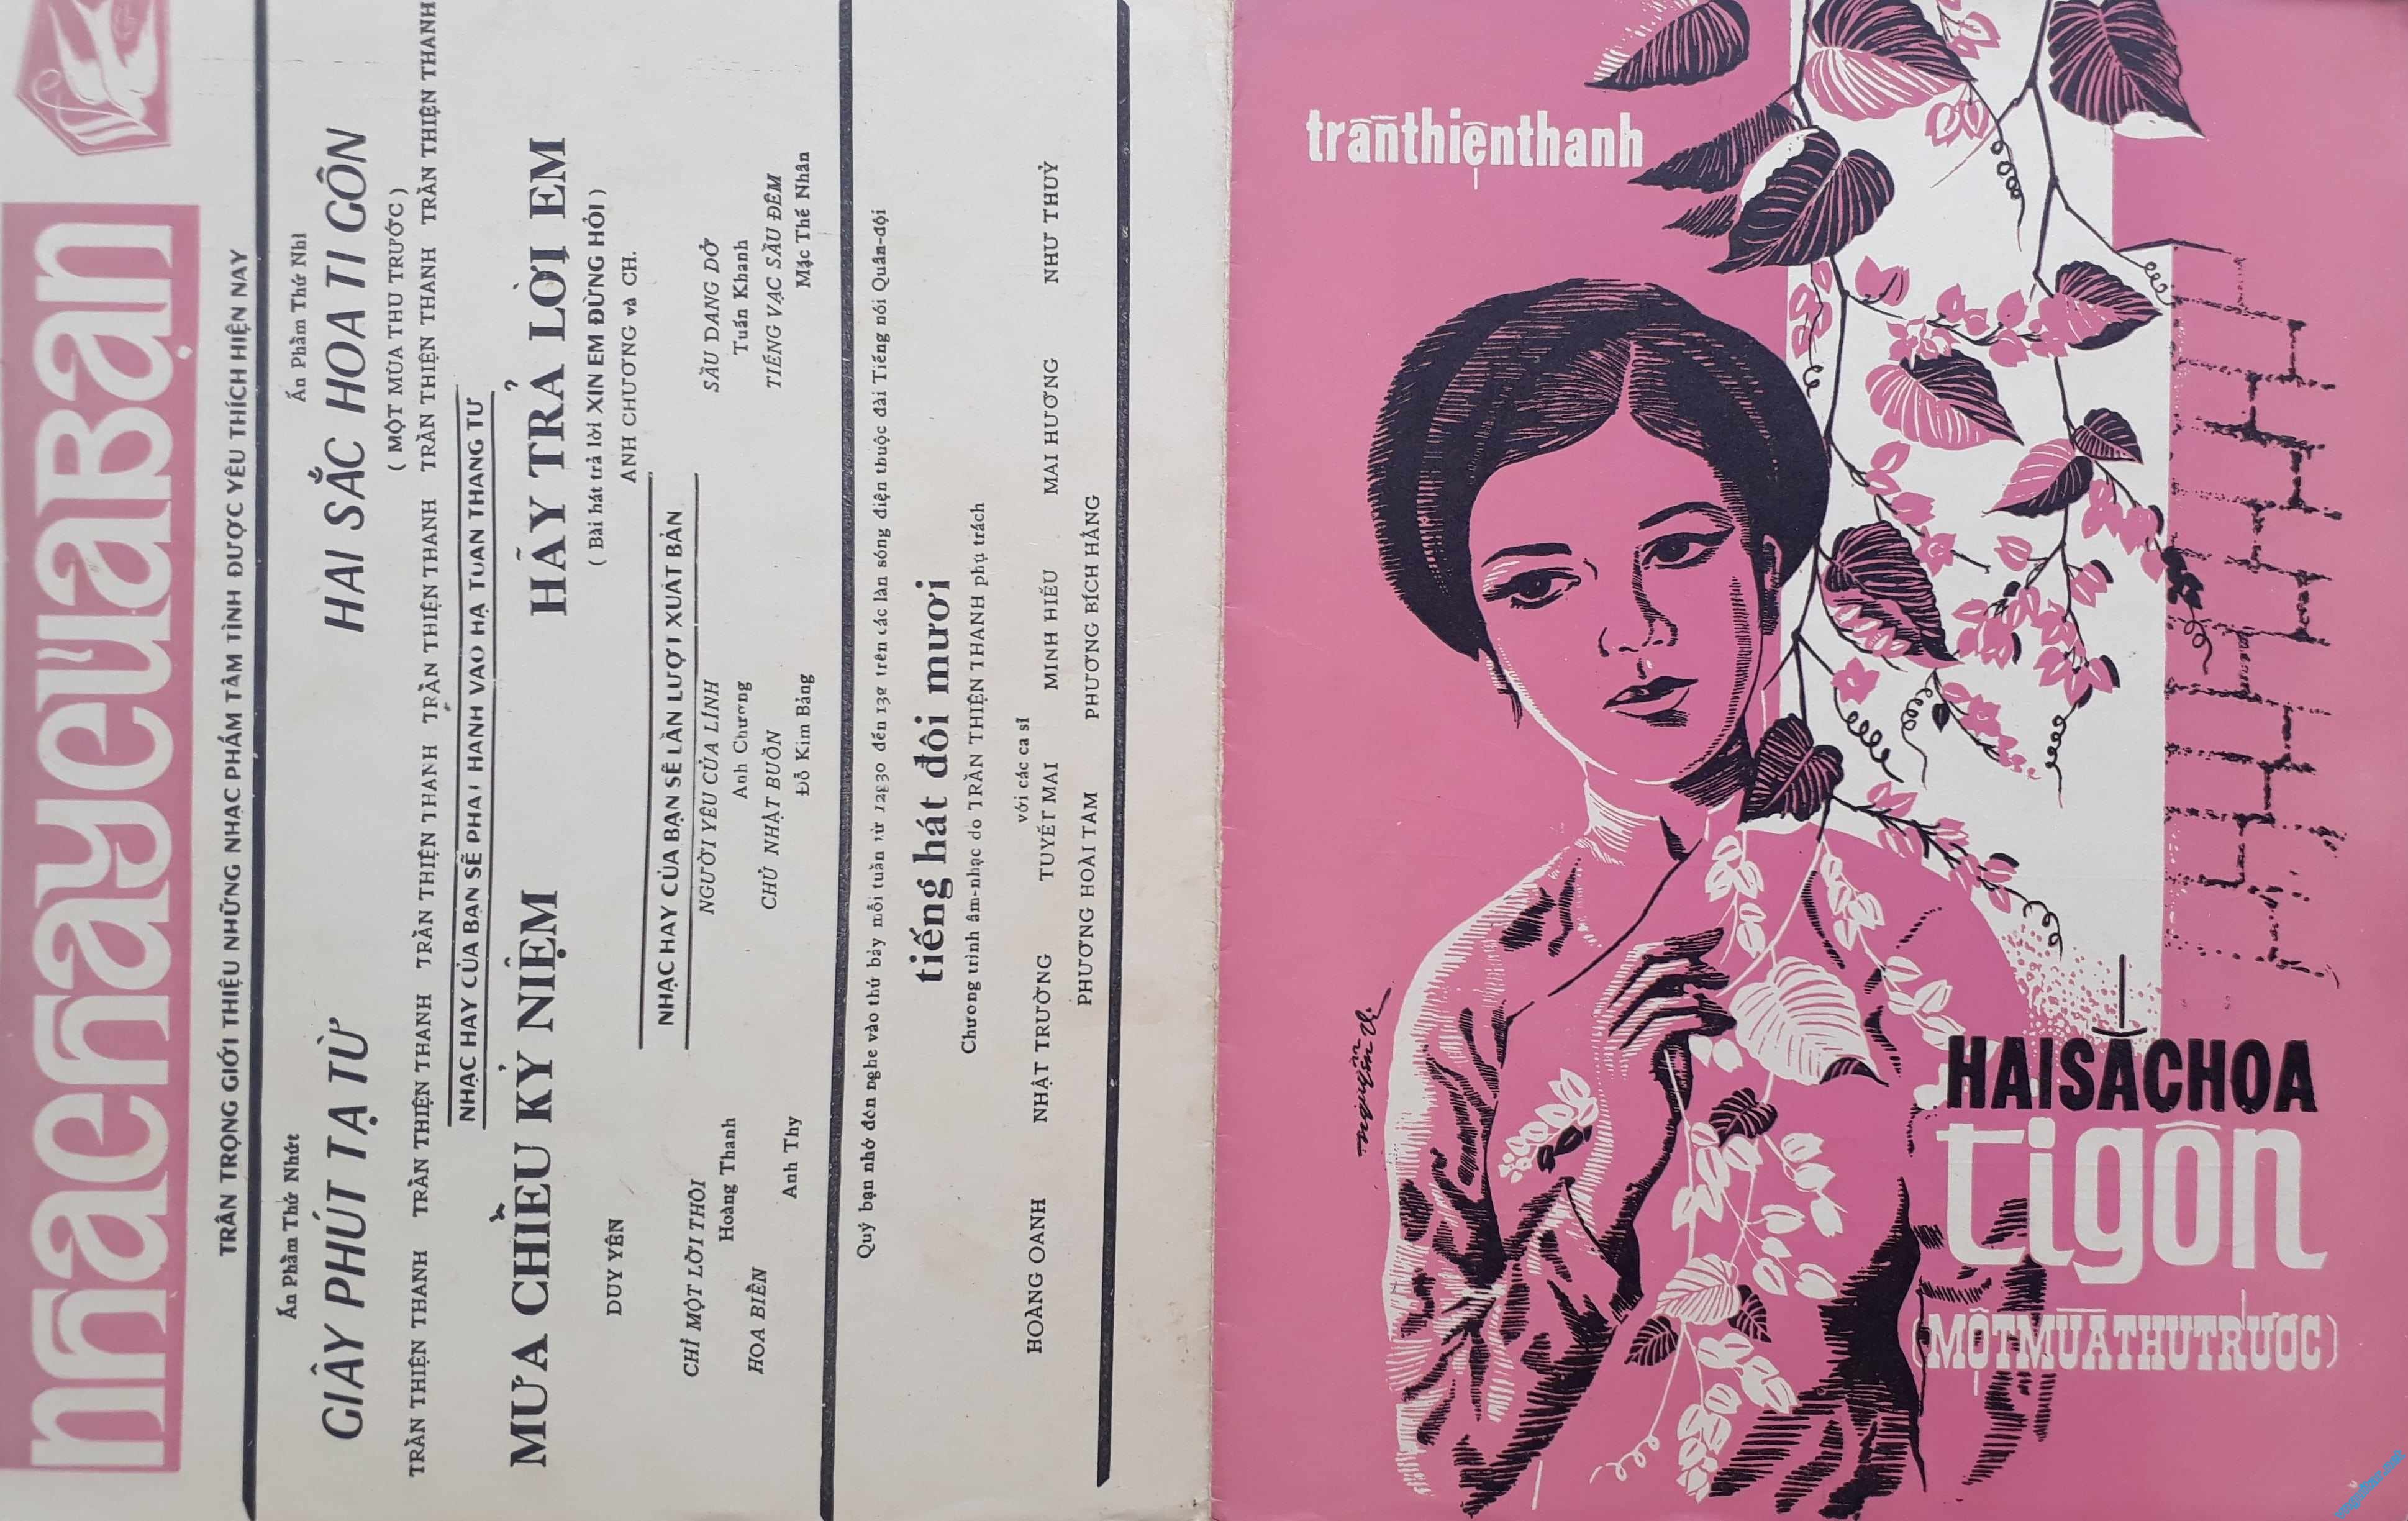 trầnthiệnthanh
Nguyên V.
HAISẮCHOA
tigôn
(MỘTMÙATHUTRƯỚC)
NHẠC HAY CỦA BẠN
TRÂN TRỌNG GIỚI THIỆU NHỮNG NHẠC PHẨM TÂM TÌNH ĐƯỢC YÊU THÍCH HIỆN NAY
Ấn Phẩm Thứ Nhứt
GIÂY PHÚT TẠ TỪ
Ấn Phẩm Thứ Nhì
HAI SẮC HOA TI GÔN
( MỘT MÙA THU TRƯỚC )
TRẦN THIỆN THANH TRẦN THIỆN THANH TRẦN THIỆN THANH TRẦN THIỆN THANH TRẦN THIỆN THANH TRẦN THIỆN THANH
NHẠC HAY CỦA BẠN SẼ PHAI HANH VAO HẠ TUAN THANG TƯ
MƯA CHIỀU KỶ NIỆM
DUY YÊN
HÃY TRẢ LỜI EM
( Bài hát trả lời XIN EM ĐỪNG HỎI )
ANH CHƯƠNG và CH.
NHẠC HAY CỦA BẠN SẼ LẦN LƯỢT XUẤT BẢN
CHỈ MỘT LỜI THÔI
Hoàng Thanh
HOA BIỂN
Anh Thy
NGƯỜI YÊU CỦA LÍNH
Anh Chương
CHỦ NHẬT BUỒN
Đỗ Kim Bảng
SẦU DANG DỞ
Tuấn Khanh
TIẾNG VẠC SẦU ĐÊM
Mặc Thế Nhân
Quý bạn nhớ đón nghe vào thứ bảy mỗi tuần từ 12g30 đến 13g trên các làn sóng điện thuộc đài Tiếng nói Quân-đội
tiếng hát đôi mươi
Chương trình âm-nhạc do TRẦN THIỆN THANH phụ trách
với các ca sĩ
HOÀNG OANH NHẬT TRƯỜNG TUYẾT MAI MINH HIẾU MAI HƯƠNG NHƯ THUỶ
PHƯƠNG HOÀI TÂM PHƯƠNG BÍCH HẰNG